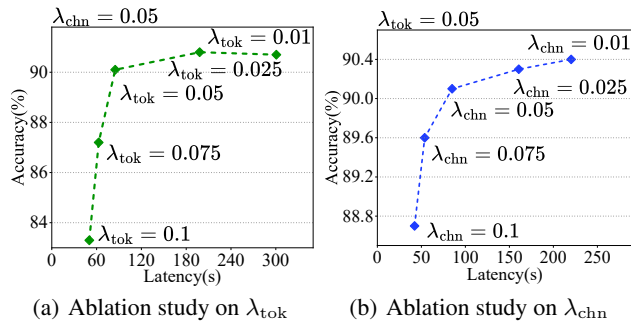 λchn = 0.05
Accuracy(%)
90
88
86
84
λtok = 0.01
λtok = 0.025
λtok = 0.05
λtok = 0.075
λtok = 0.1
0 60 120 180 240 300
Latency(s)
(a) Ablation study on λtok
λtok = 0.05
Accuracy(%)
90.4
90.0
89.6
89.2
88.8
λchn = 0.01
λchn = 0.025
λchn = 0.05
λchn = 0.075
λchn = 0.1
0 50 100 150 200 250
Latency(s)
(b) Ablation study on λchn